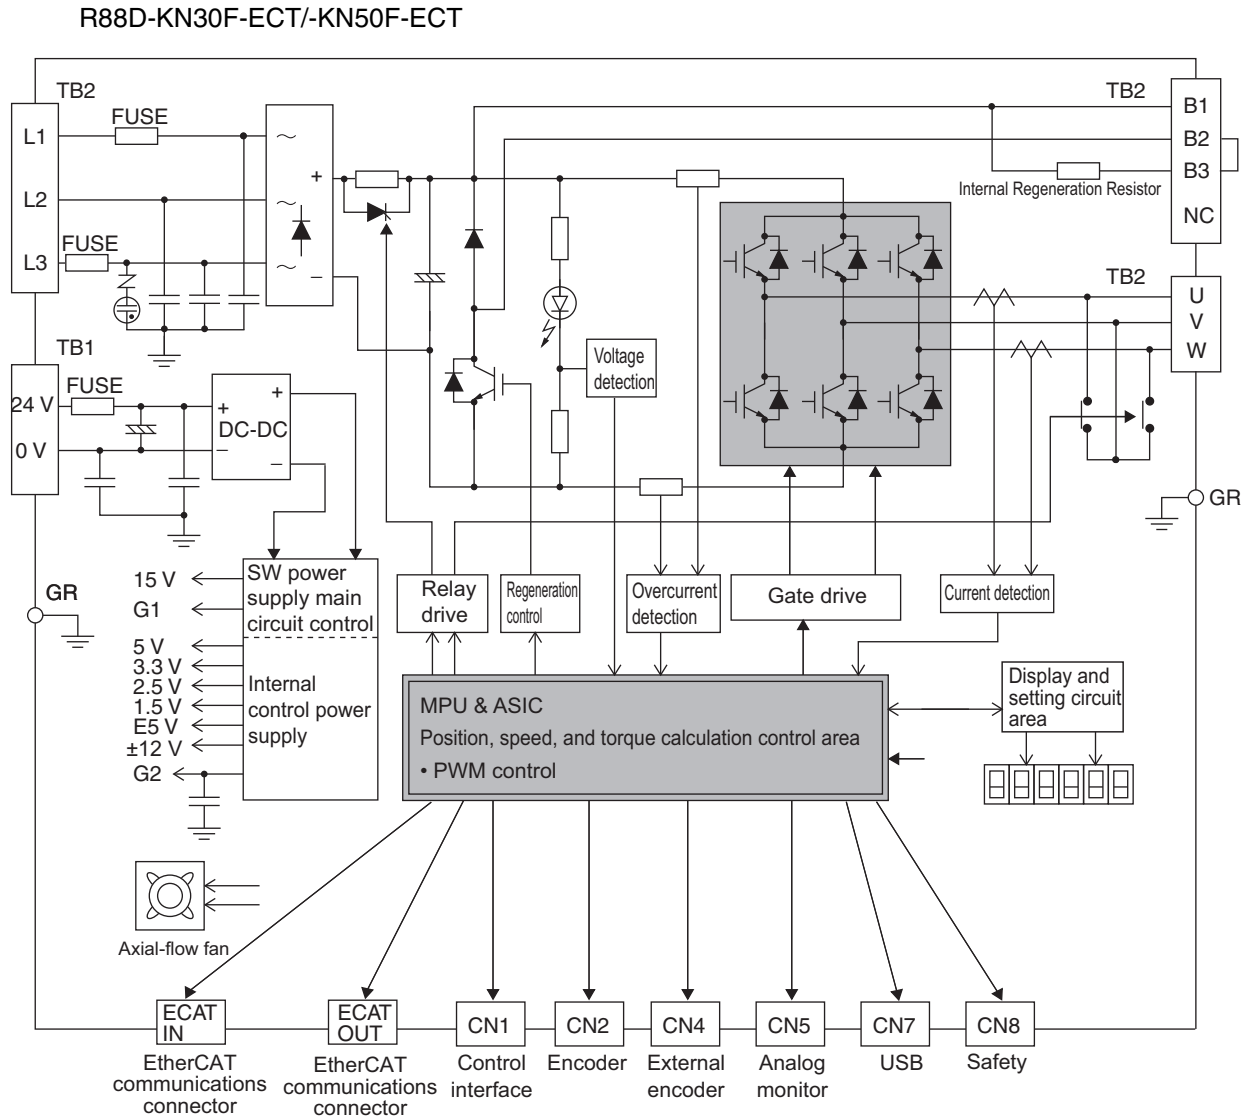 R88D-KN30F-ECT/-KN50F-ECT
TB2
FUSE
L1
L2
FUSE
L3
+
−
TB2
B1
B2
B3
Internal Regeneration Resistor
NC
TB2
U
V
W
TB1
FUSE
24 V
0 V
+
+
DC-DC
−
−
Voltage
detection
GR
GR
15 V
G1
5 V
3.3 V
2.5 V
1.5 V
E5 V
±12 V
G2
SW power
supply main
circuit control
Internal
control power
supply
Relay
drive
Regeneration
control
Overcurrent
detection
Gate drive
Current detection
MPU & ASIC
Position, speed, and torque calculation control area
• PWM control
Display and
setting circuit
area
Axial-flow fan
ECAT
IN
EtherCAT
communications
connector
ECAT
OUT
EtherCAT
communications
connector
CN1
Control
interface
CN2
Encoder
CN4
External
encoder
CN5
Analog
monitor
CN7
USB
CN8
Safety